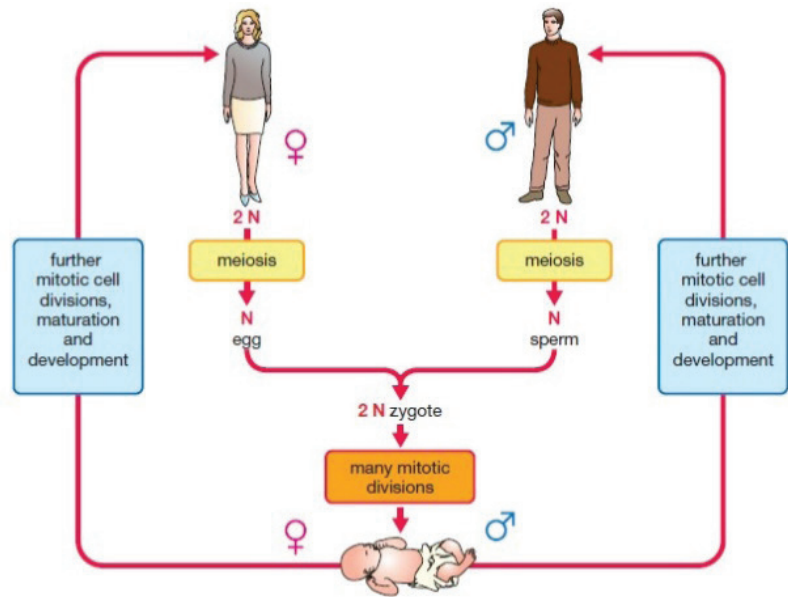 ♀
♂
2 N
2 N
further
mitotic cell
divisions,
maturation
and
development
meiosis
meiosis
further
mitotic cell
divisions,
maturation
and
development
N
egg
N
sperm
2 N zygote
many mitotic
divisions
♀
♂